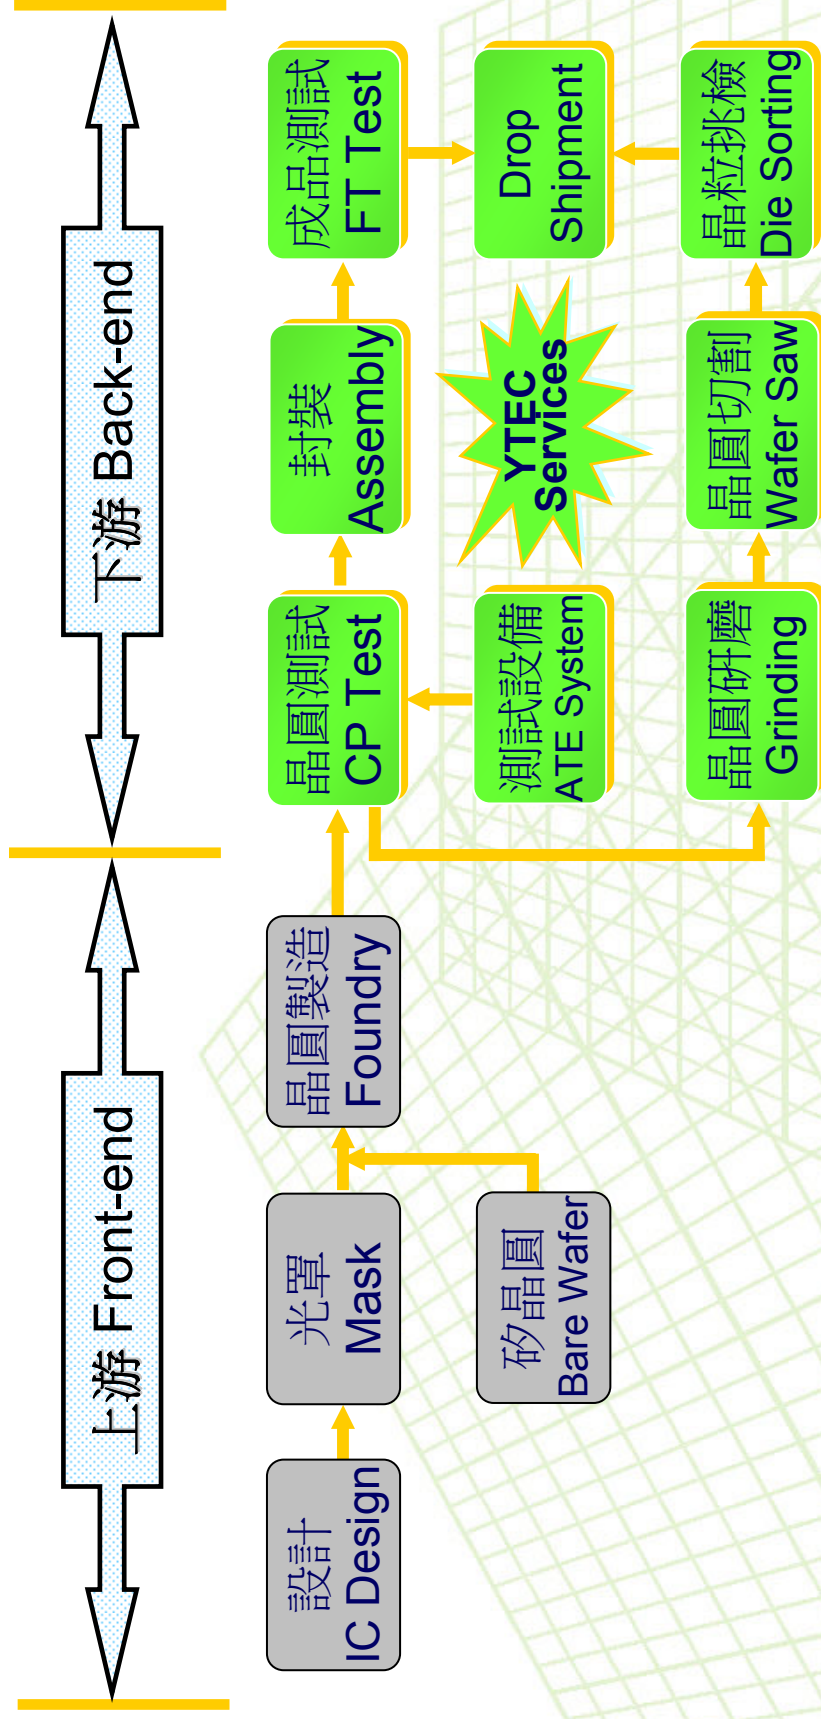 上游 Front-end
下游 Back-end
設計
IC Design
光罩
Mask
晶圓製造
Foundry
晶圓測試
CP Test
封裝
Assembly
成品測試
FT Test
矽晶圓
Bare Wafer
測試設備
ATE System
YTEC
Services
Drop
Shipment
晶圓研磨
Grinding
晶圓切割
Wafer Saw
晶粒挑檢
Die Sorting